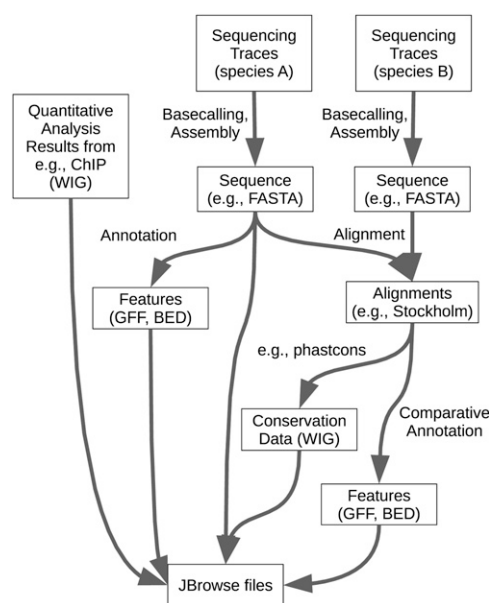 Sequencing
Traces
(species A)
Sequencing
Traces
(species B)
Quantitative
Analysis
Results from
e.g., ChIP
(WIG)
Basecalling,
Assembly
Basecalling,
Assembly
Sequence
(e.g., FASTA)
Sequence
(e.g., FASTA)
Annotation
Alignment
Features
(GFF, BED)
Alignments
(e.g., Stockholm)
e.g., phastcons
Conservation
Data (WIG)
Comparative
Annotation
Features
(GFF, BED)
JBrowse files